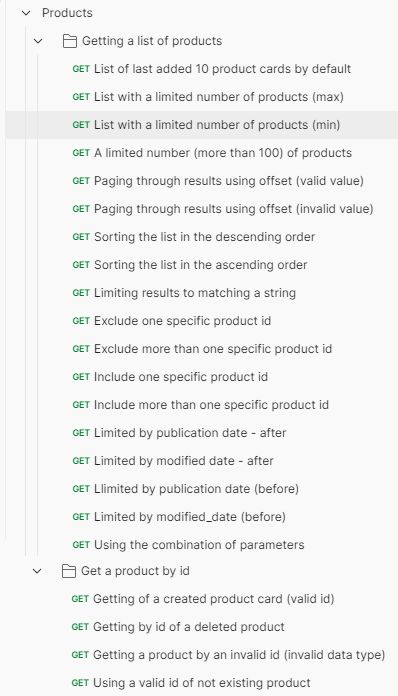 Products
Getting a list of products
GET List of last added 10 product cards by default
GET List with a limited number of products (max)
GET List with a limited number of products (min)
GET A limited number (more than 100) of products
GET Paging through results using offset (valid value)
GET Paging through results using offset (invalid value)
GET Sorting the list in the descending order
GET Sorting the list in the ascending order
GET Limiting results to matching a string
GET Exclude one specific product id
GET Exclude more than one specific product id
GET Include one specific product id
GET Include more than one specific product id
GET Limited by publication date - after
GET Limited by modified date - after
GET Llimited by publication date (before)
GET Limited by modified_date (before)
GET Using the combination of parameters
Get a product by id
GET Getting of a created product card (valid id)
GET Getting by id of a deleted product
GET Getting a product by an invalid id (invalid data type)
GET Using a valid id of not existing product